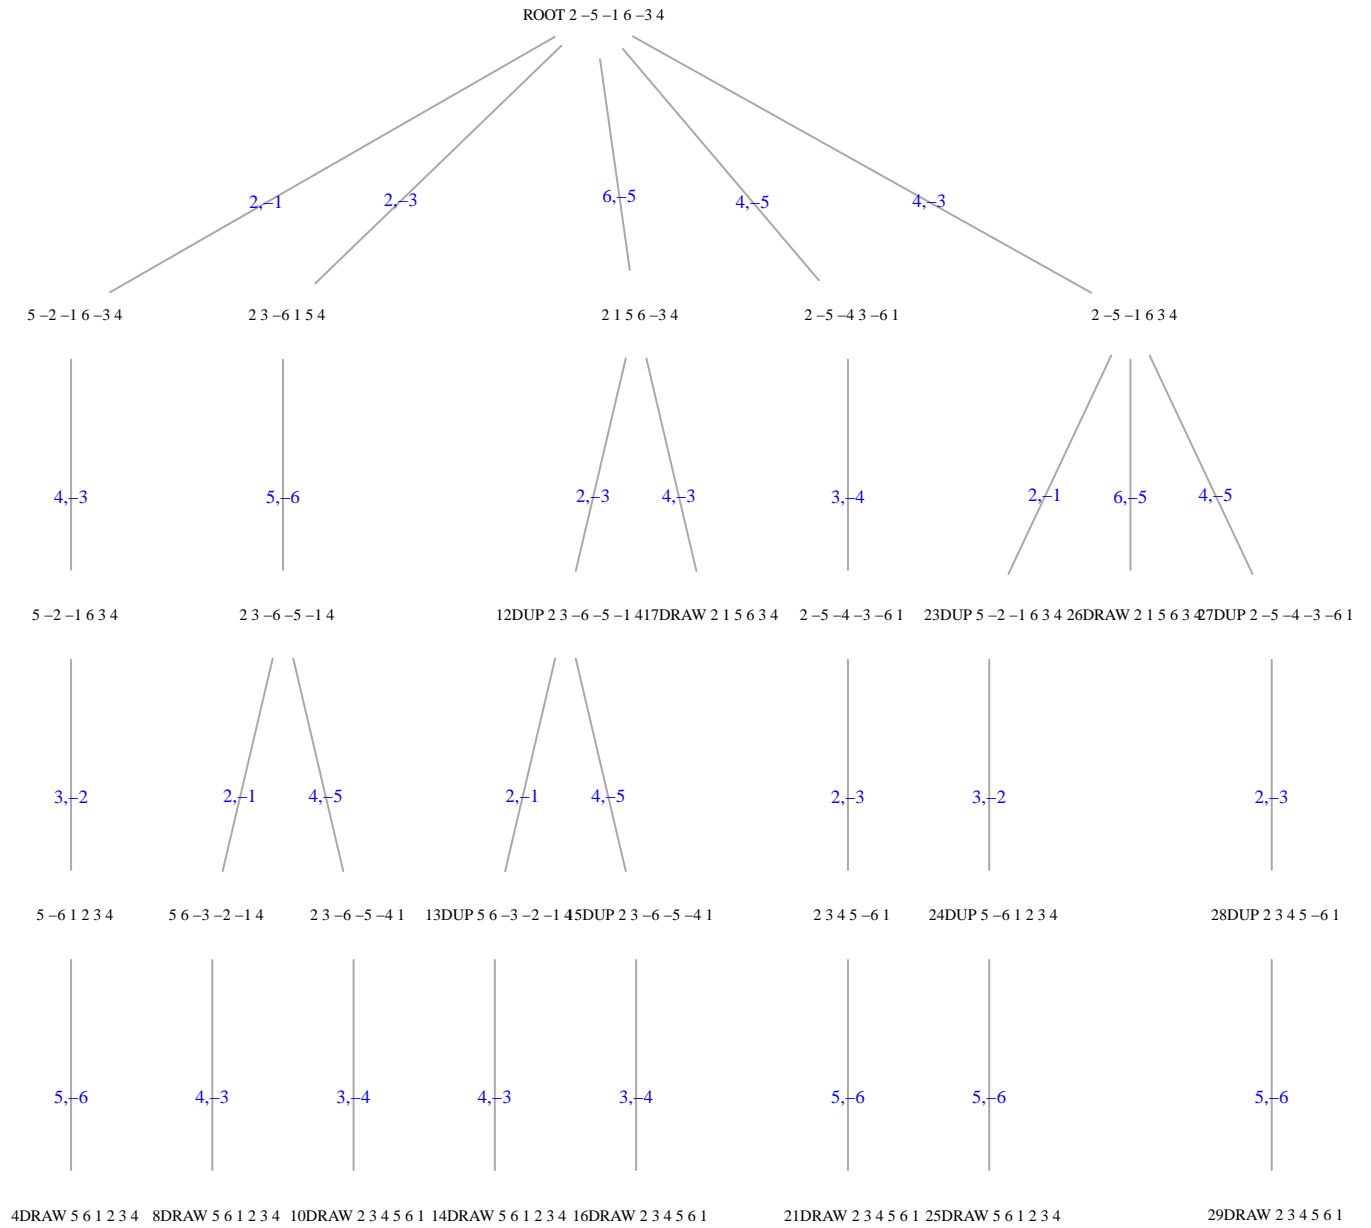 ROOT 2 −5 −1 6 −3 4
2,−1 2,−3 6,−5 4,−5 4,−3
5 −2 −1 6 −3 4 2 3 −6 1 5 4 2 1 5 6 −3 4 2 −5 −4 3 −6 1 2 −5 −1 6 3 4
4,−3 5,−6 2,−3 4,−3 3,−4 2,−1 6,−5 4,−5
5 −2 −1 6 3 4 2 3 −6 −5 −1 4 12DUP 2 3 −6 −5 −1 4 17DRAW 2 1 5 6 3 4 2 −5 −4 −3 −6 1 23DUP 5 −2 −1 6 3 4 26DRAW 2 1 5 6 3 4 27DUP 2 −5 −4 −3 −6 1
3,−2 2,−1 4,−5 2,−1 4,−5 2,−3 3,−2 2,−3
5 −6 1 2 3 4 5 6 −3 −2 −1 4 2 3 −6 −5 −4 1 13DUP 5 6 −3 −2 −1 4 15DUP 2 3 −6 −5 −4 1 2 3 4 5 −6 1 24DUP 5 −6 1 2 3 4 28DUP 2 3 4 5 −6 1
5,−6 4,−3 3,−4 4,−3 3,−4 5,−6 5,−6 5,−6
4DRAW 5 6 1 2 3 4 8DRAW 5 6 1 2 3 4 10DRAW 2 3 4 5 6 1 14DRAW 5 6 1 2 3 4 16DRAW 2 3 4 5 6 1 21DRAW 2 3 4 5 6 1 25DRAW 5 6 1 2 3 4 29DRAW 2 3 4 5 6 1